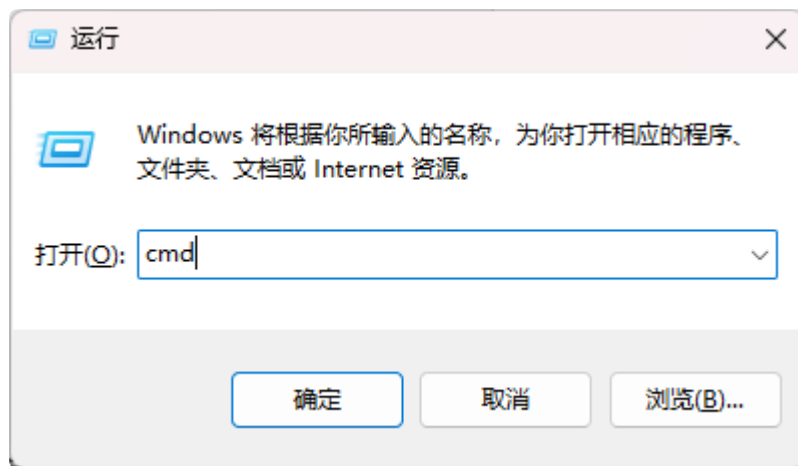 运行
Windows 将根据你所输入的名称，为你打开相应的程序、
文件夹、文档或 Internet 资源。
打开(O): cmd
确定 取消 浏览(B)...